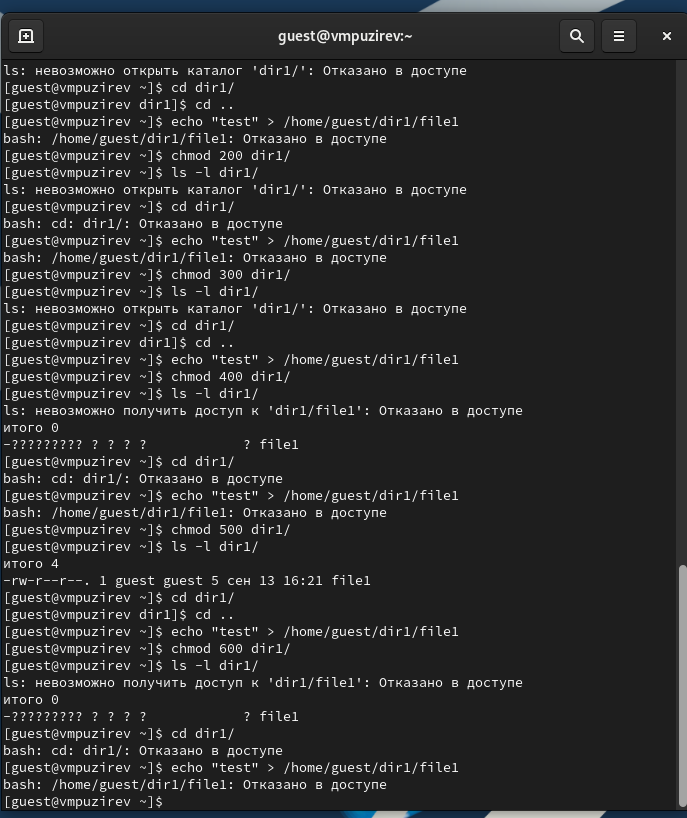 guest@vmpuzirev:~
ls: невозможно открыть каталог 'dir1/': Отказано в доступе
[guest@vmpuzirev ~]$ cd dir1/
[guest@vmpuzirev dir1]$ cd ..
[guest@vmpuzirev ~]$ echo "test" > /home/guest/dir1/file1
bash: /home/guest/dir1/file1: Отказано в доступе
[guest@vmpuzirev ~]$ chmod 200 dir1/
[guest@vmpuzirev ~]$ ls -l dir1/
ls: невозможно открыть каталог 'dir1/': Отказано в доступе
[guest@vmpuzirev ~]$ cd dir1/
bash: cd: dir1/: Отказано в доступе
[guest@vmpuzirev ~]$ echo "test" > /home/guest/dir1/file1
bash: /home/guest/dir1/file1: Отказано в доступе
[guest@vmpuzirev ~]$ chmod 300 dir1/
[guest@vmpuzirev ~]$ ls -l dir1/
ls: невозможно открыть каталог 'dir1/': Отказано в доступе
[guest@vmpuzirev ~]$ cd dir1/
[guest@vmpuzirev dir1]$ cd ..
[guest@vmpuzirev ~]$ echo "test" > /home/guest/dir1/file1
[guest@vmpuzirev ~]$ chmod 400 dir1/
[guest@vmpuzirev ~]$ ls -l dir1/
ls: невозможно получить доступ к 'dir1/file1': Отказано в доступе
итого 0
-????????? ? ? ? ?            ? file1
[guest@vmpuzirev ~]$ cd dir1/
bash: cd: dir1/: Отказано в доступе
[guest@vmpuzirev ~]$ echo "test" > /home/guest/dir1/file1
bash: /home/guest/dir1/file1: Отказано в доступе
[guest@vmpuzirev ~]$ chmod 500 dir1/
[guest@vmpuzirev ~]$ ls -l dir1/
итого 4
-rw-r--r--. 1 guest guest 5 сен 13 16:21 file1
[guest@vmpuzirev ~]$ cd dir1/
[guest@vmpuzirev dir1]$ cd ..
[guest@vmpuzirev ~]$ echo "test" > /home/guest/dir1/file1
[guest@vmpuzirev ~]$ chmod 600 dir1/
[guest@vmpuzirev ~]$ ls -l dir1/
ls: невозможно получить доступ к 'dir1/file1': Отказано в доступе
итого 0
-????????? ? ? ? ?            ? file1
[guest@vmpuzirev ~]$ cd dir1/
bash: cd: dir1/: Отказано в доступе
[guest@vmpuzirev ~]$ echo "test" > /home/guest/dir1/file1
bash: /home/guest/dir1/file1: Отказано в доступе
[guest@vmpuzirev ~]$